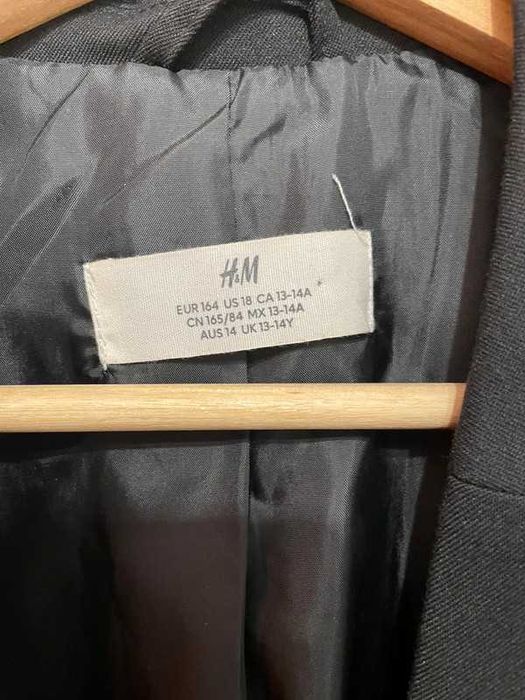 H&M
EUR 164 US 18 CA 13-14A
CN 165/84 MX 13-14A
AUS 14 UK 13-14Y